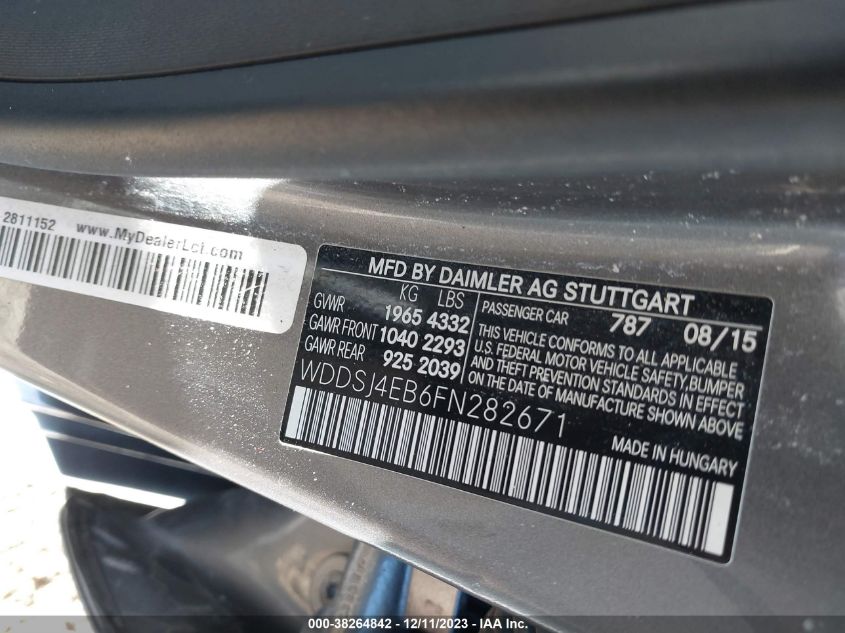 2811152 www.MyDealerLot.com
MFD BY DAIMLER AG STUTTGART
KG LBS
GVWR 1965 4332
GAWR FRONT 1040 2293
GAWR REAR 925 2039
PASSENGER CAR 787 08/15
THIS VEHICLE CONFORMS TO ALL APPLICABLE
U.S. FEDERAL MOTOR VEHICLE SAFETY, BUMPER
AND THEFT PREVENTION STANDARDS IN EFFECT
ON THE DATE OF MANUFACTURE SHOWN ABOVE.
WDDSJ4EB6FN282671
MADE IN HUNGARY
000-38264842 - 12/11/2023 - IAA Inc.